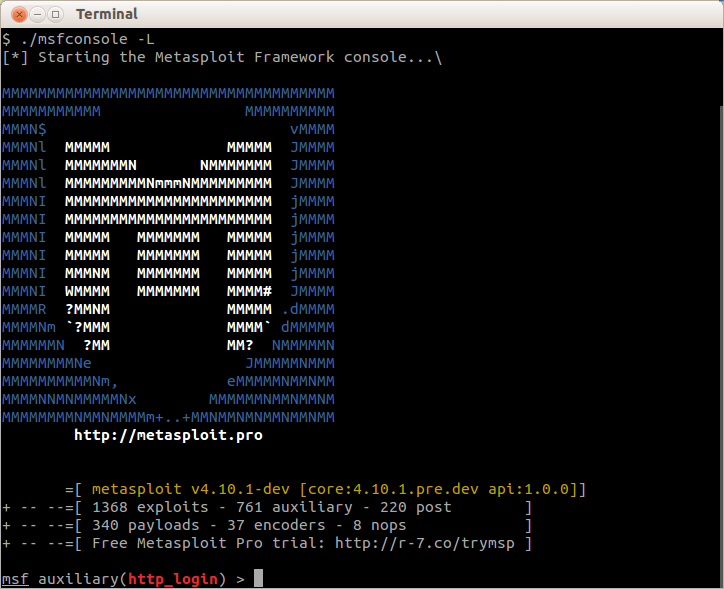 Terminal
$ ./msfconsole -L
[*] Starting the Metasploit Framework console...\
MMMMMMMMMMMMMMMMMMMMMMMMMMMMMMMMMMMMM
MMMMMMMMMMM                MMMMMMMMMM
MMMN$                           vMMMM
MMMNl  MMMMM             MMMMM  JMMMM
MMMNl  MMMMMMMN       NMMMMMMM  JMMMM
MMMNl  MMMMMMMMMNmmmNMMMMMMMMM  JMMMM
MMMNI  MMMMMMMMMMMMMMMMMMMMMMM  jMMMM
MMMNI  MMMMMMMMMMMMMMMMMMMMMMM  jMMMM
MMMNI  MMMMM   MMMMMMM   MMMMM  jMMMM
MMMNI  MMMMM   MMMMMMM   MMMMM  jMMMM
MMMNI  MMMNM   MMMMMMM   MMMMM  jMMMM
MMMNI  WMMMM   MMMMMMM   MMMM#  JMMMM
MMMMR  ?MMNM             MMMMM .dMMMM
MMMMNm `?MMM             MMMM` dMMMMM
MMMMMMN  ?MM             MM?  NMMMMMN
MMMMMMMMNe                 JMMMMMNMMM
MMMMMMMMMMNm,            eMMMMMNMMNMM
MMMMNNMNMMMMMNx        MMMMMMNMMNMMNM
MMMMMMMMNMMNMMMMm+..+MMNMMNMNMMNMMNMM
http://metasploit.pro
=[ metasploit v4.10.1-dev [core:4.10.1.pre.dev api:1.0.0]]
+ -- --=[ 1368 exploits - 761 auxiliary - 220 post        ]
+ -- --=[ 340 payloads - 37 encoders - 8 nops             ]
+ -- --=[ Free Metasploit Pro trial: http://r-7.co/trymsp ]
msf auxiliary(http_login) >